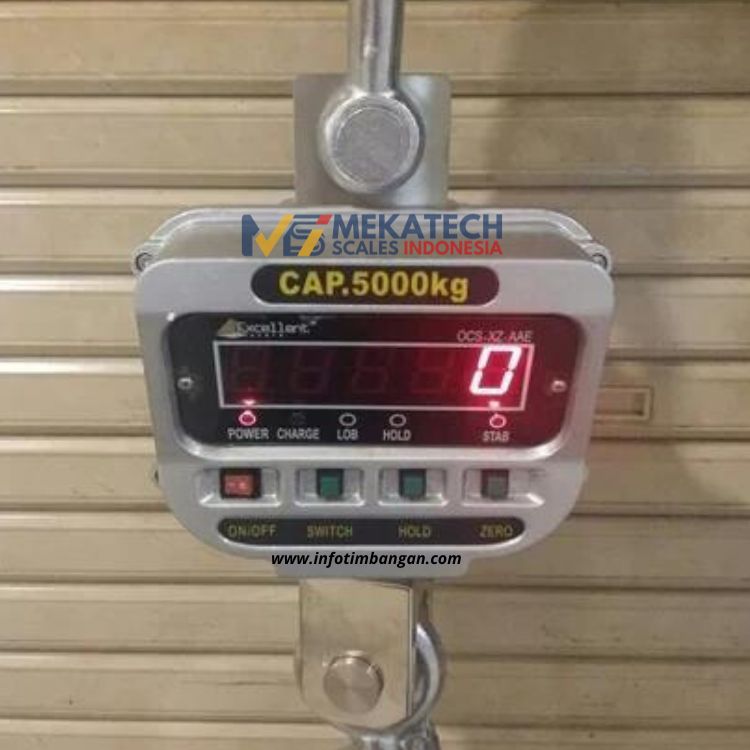 MEKATECH
SCALES INDONESIA
CAP.5000kg
Excellent
OCS-XZ-AAE
0
POWER CHARGE LOB HOLD STAB
ON/OFF SWITCH HOLD ZERO
www.infotimbangan.com